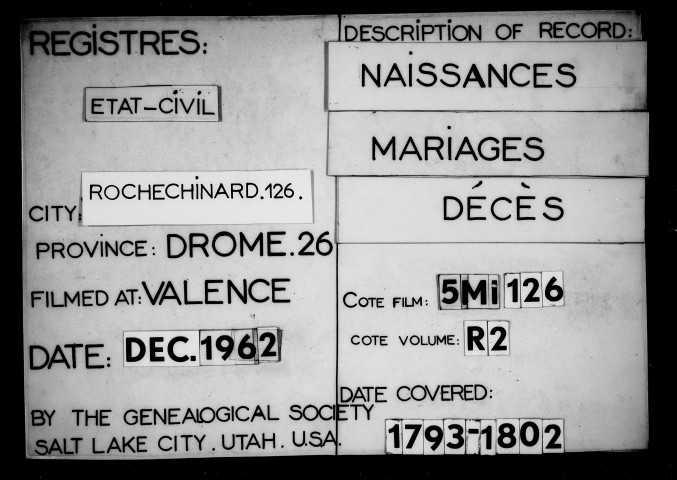 REGISTRES:
ETAT-CIVIL
CITY: ROCHECHINARD.126.
PROVINCE: DROME.26
FILMED AT: VALENCE
DATE: DEC.1962
BY THE GENEALOGICAL SOCIETY
SALT LAKE CITY. UTAH. U.S.A.
DESCRIPTION OF RECORD:
NAISSANCES
MARIAGES
DÉCÈS
COTE FILM: 5Mi 126
COTE VOLUME: R2
DATE COVERED:
1793-1802